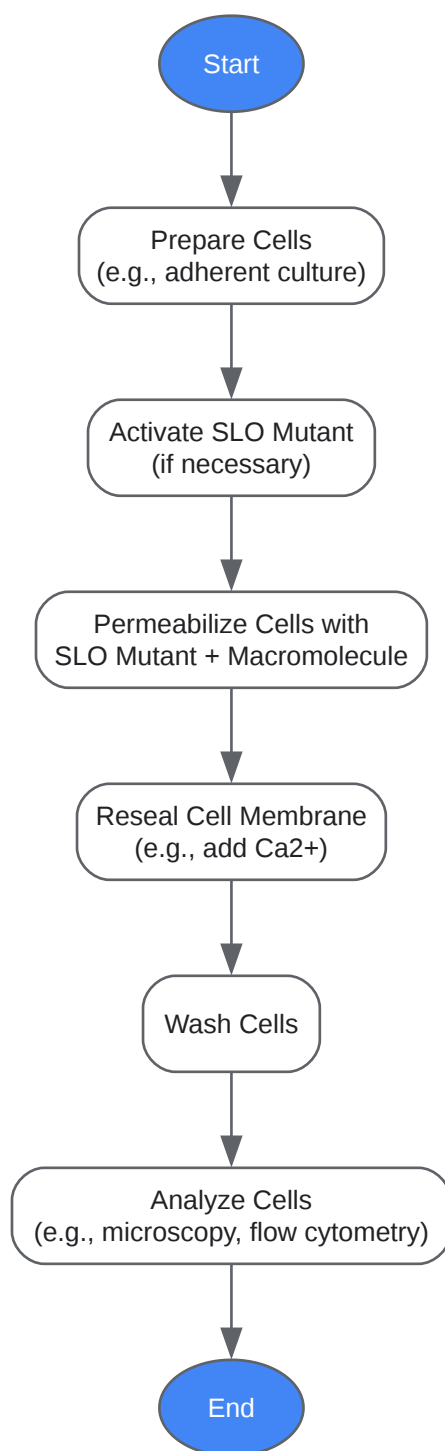 Start
Prepare Cells
(e.g., adherent culture)
Activate SLO Mutant
(if necessary)
Permeabilize Cells with
SLO Mutant + Macromolecule
Reseal Cell Membrane
(e.g., add Ca2+)
Wash Cells
Analyze Cells
(e.g., microscopy, flow cytometry)
End